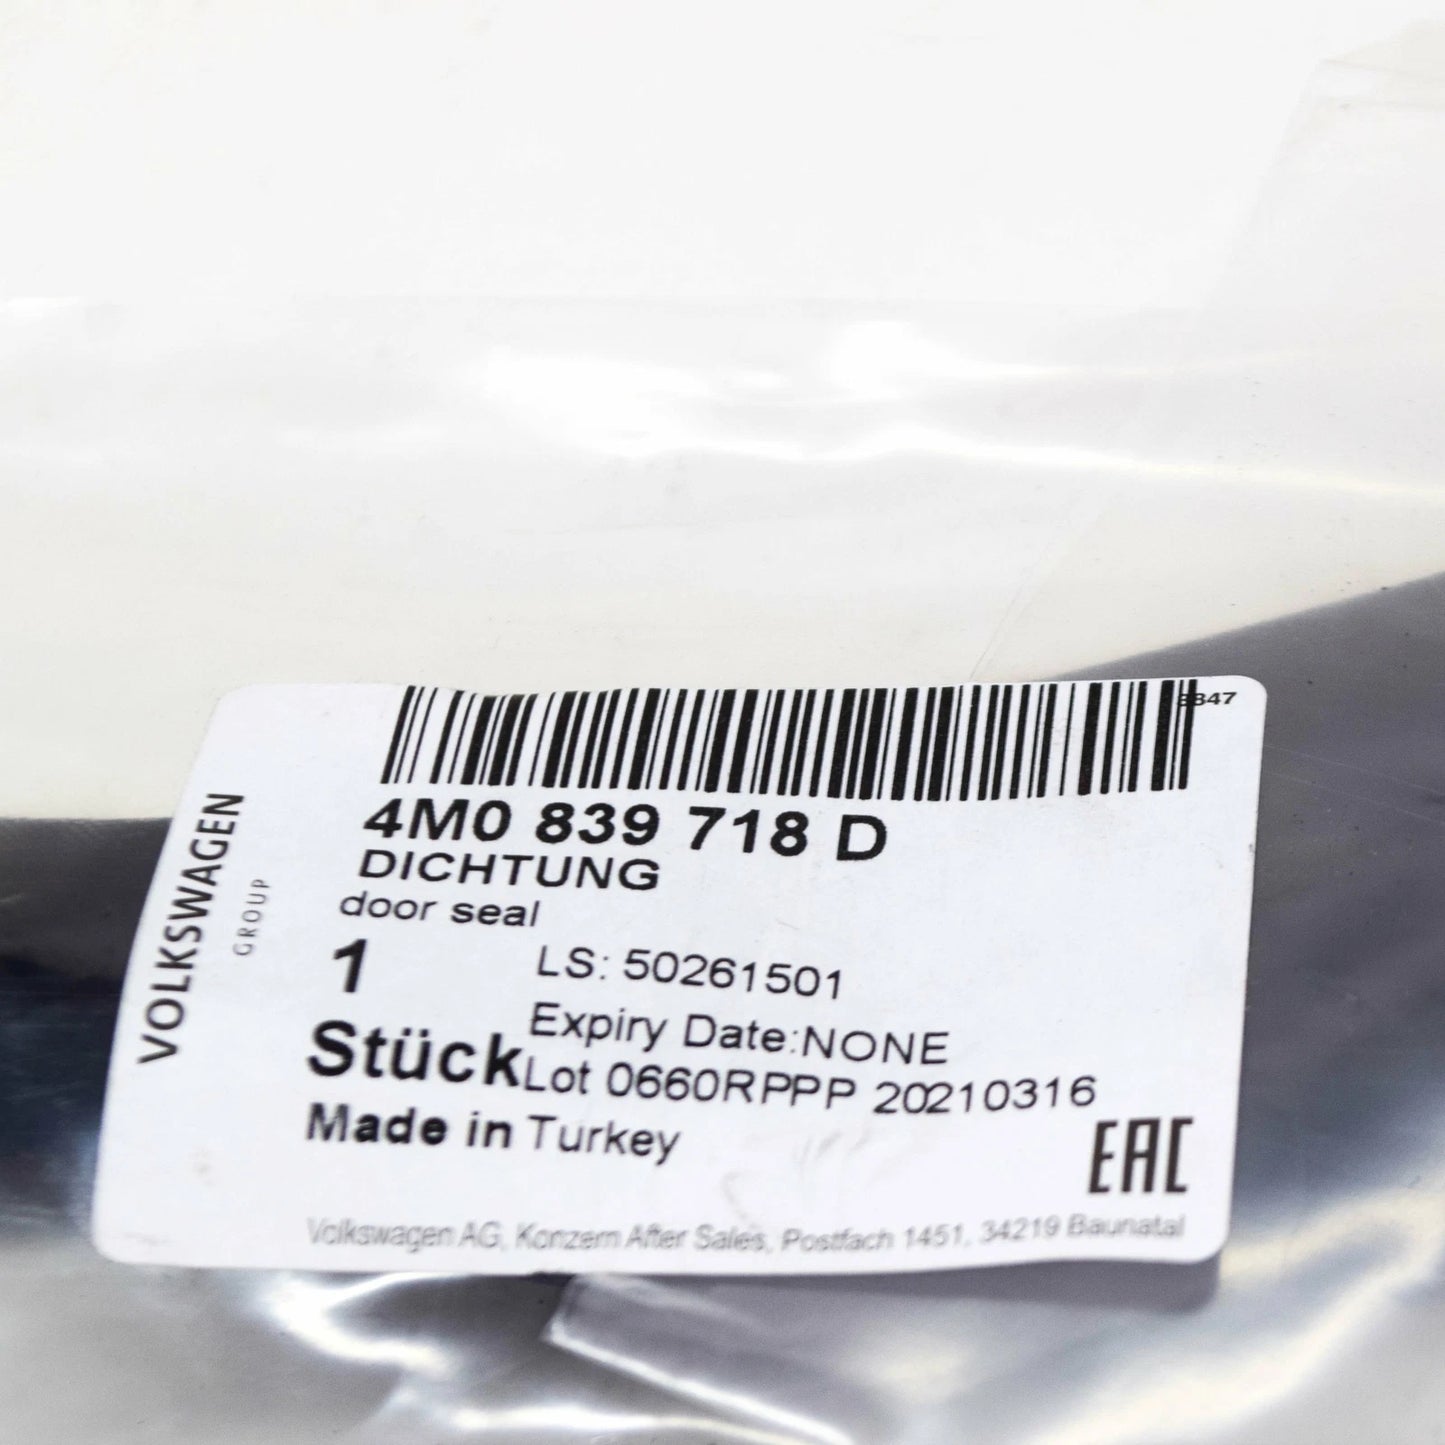 3847
4M0 839 718 D
DICHTUNG
door seal
1 LS: 50261501
Expiry Date:NONE
Stück Lot 0660RPPP 20210316
Made in Turkey
EAC
Volkswagen AG, Konzern After Sales, Postfach 1451, 34219 Baunatal
VOLKSWAGEN
GROUP